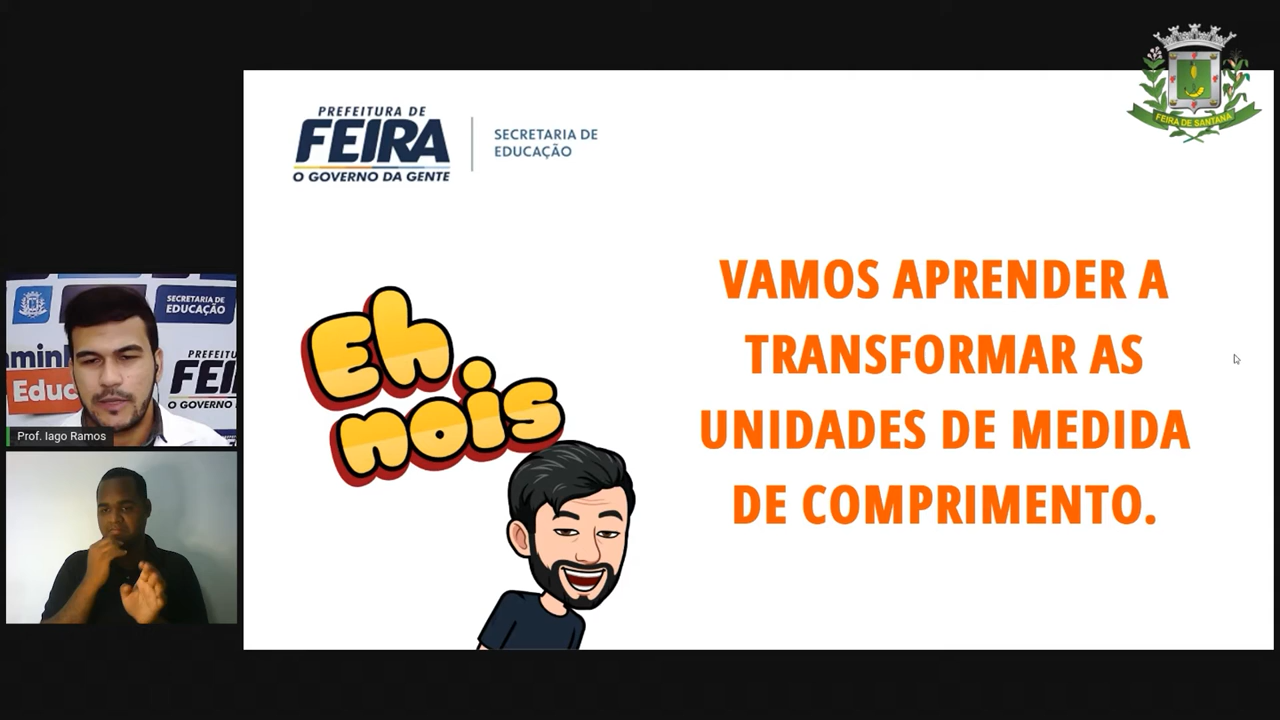 PREFEITURA DE
FEIRA
O GOVERNO DA GENTE
SECRETARIA DE
EDUCAÇÃO
FEIRA DE SANTANA
Eh
nois
VAMOS APRENDER A
TRANSFORMAR AS
UNIDADES DE MEDIDA
DE COMPRIMENTO.
SECRETARIA DE
EDUCAÇÃO
PREFEITU
FEI
O GOVERNO
Educ
Prof. Iago Ramos